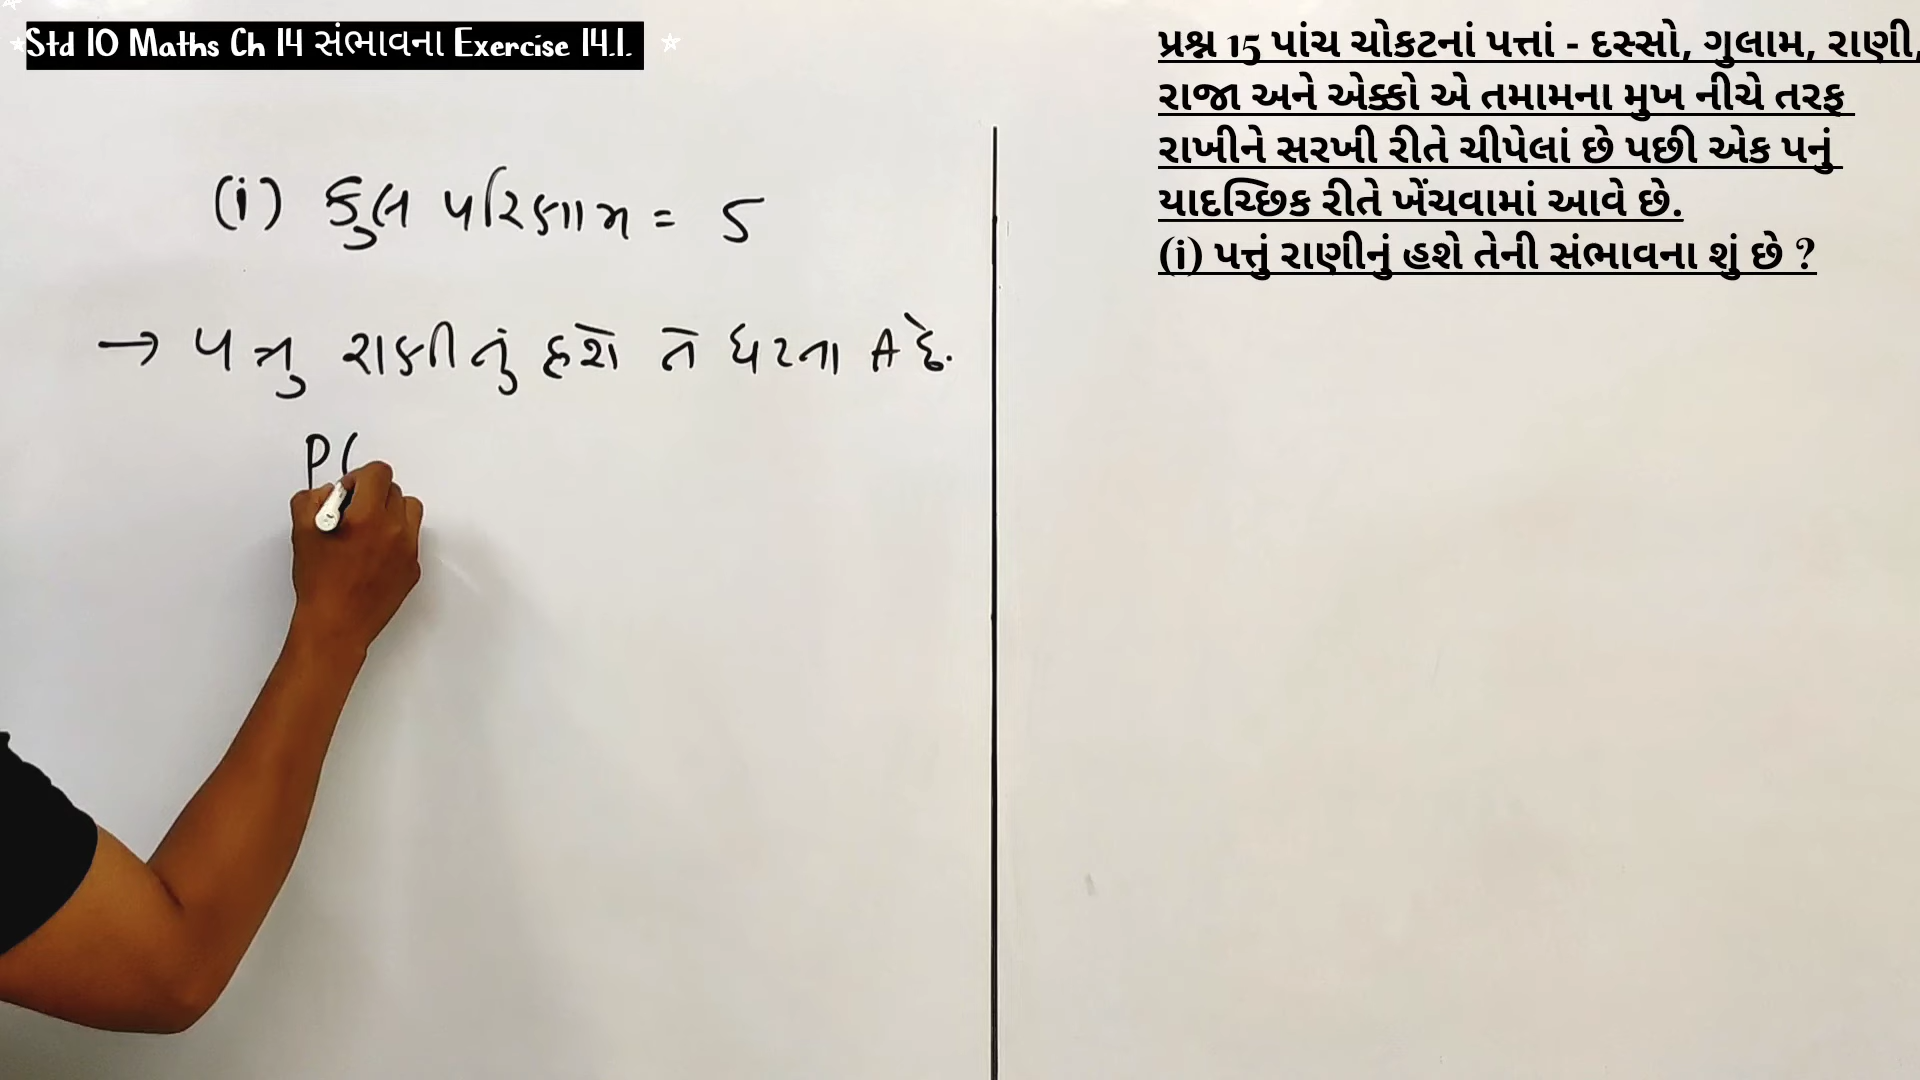 Std 10 Maths Ch 14 સંભાવના Exercise 14.1.
પ્રશ્ન 15 પાંચ ચોકટનાં પત્તાં - દસ્સો, ગુલામ, રાણી,
રાજા અને એક્કો એ તમામના મુખ નીચે તરફ
રાખીને સરખી રીતે ચીપેલાં છે પછી એક પનું
યાદચ્છિક રીતે ખેંચવામાં આવે છે.
(i) પત્તું રાણીનું હશે તેની સંભાવના શું છે ?
(i) કુલ પરિણામ = 5
→ પત્તુ રાણીનું હશે તે ઘટના A છે.
P(